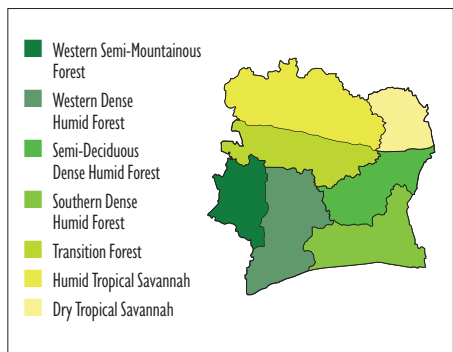 Western Semi-Mountainous
Forest
Western Dense
Humid Forest
Semi-Deciduous
Dense Humid Forest
Southern Dense
Humid Forest
Transition Forest
Humid Tropical Savannah
Dry Tropical Savannah